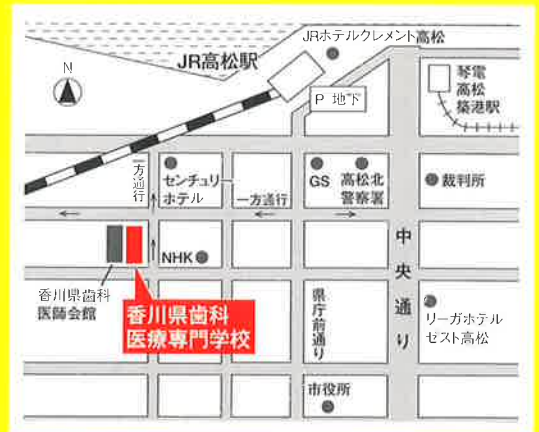 JRホテルクレメント高松
JR高松駅
N
P 地下
琴電
高松
築港駅
一方通行
センチュリー
ホテル
一方通行
GS
高松北
警察署
裁判所
NHK
中央通り
香川県歯科
医師会館
香川県歯科
医療専門学校
県庁前通り
リーガホテル
ゼスト高松
市役所